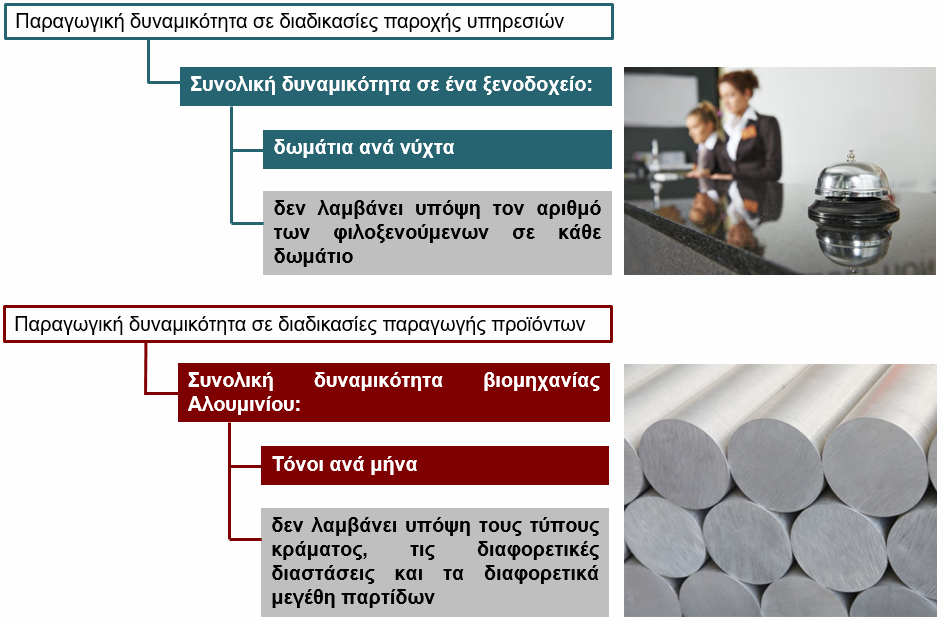 Παραγωγική δυναμικότητα σε διαδικασίες παροχής υπηρεσιών
Συνολική δυναμικότητα σε ένα ξενοδοχείο:
δωμάτια ανά νύχτα
δεν λαμβάνει υπόψη τον αριθμό
των φιλοξενούμενων σε κάθε
δωμάτιο
Παραγωγική δυναμικότητα σε διαδικασίες παραγωγής προϊόντων
Συνολική δυναμικότητα βιομηχανίας
Αλουμινίου:
Τόνοι ανά μήνα
δεν λαμβάνει υπόψη τους τύπους
κράματος, τις διαφορετικές
διαστάσεις και τα διαφορετικά
μεγέθη παρτίδων